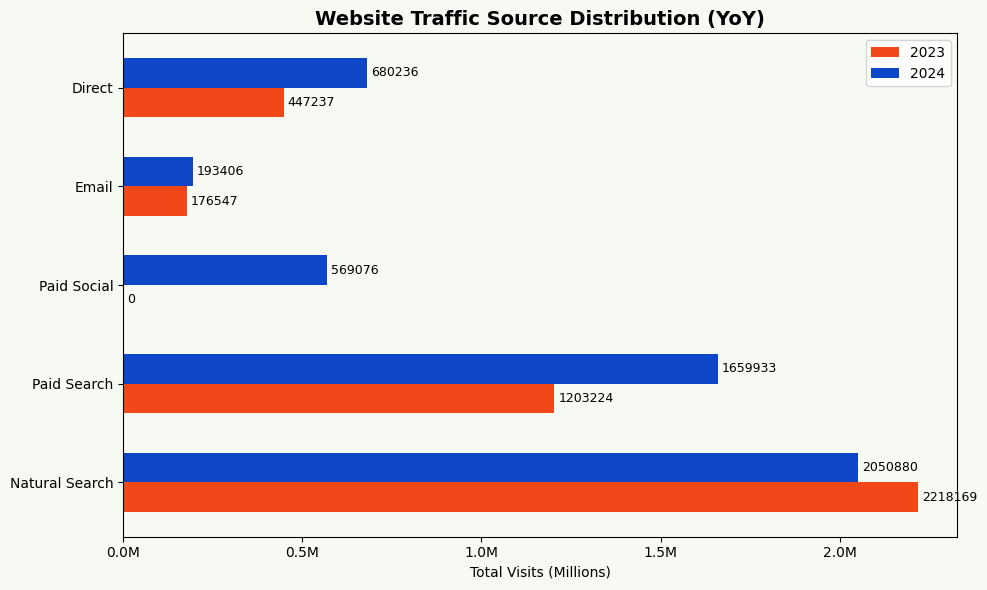 Website Traffic Source Distribution (YoY)
2023
2024
Direct
680236
447237
Email
193406
176547
Paid Social
569076
0
Paid Search
1659933
1203224
Natural Search
2050880
2218169
0.0M 0.5M 1.0M 1.5M 2.0M
Total Visits (Millions)